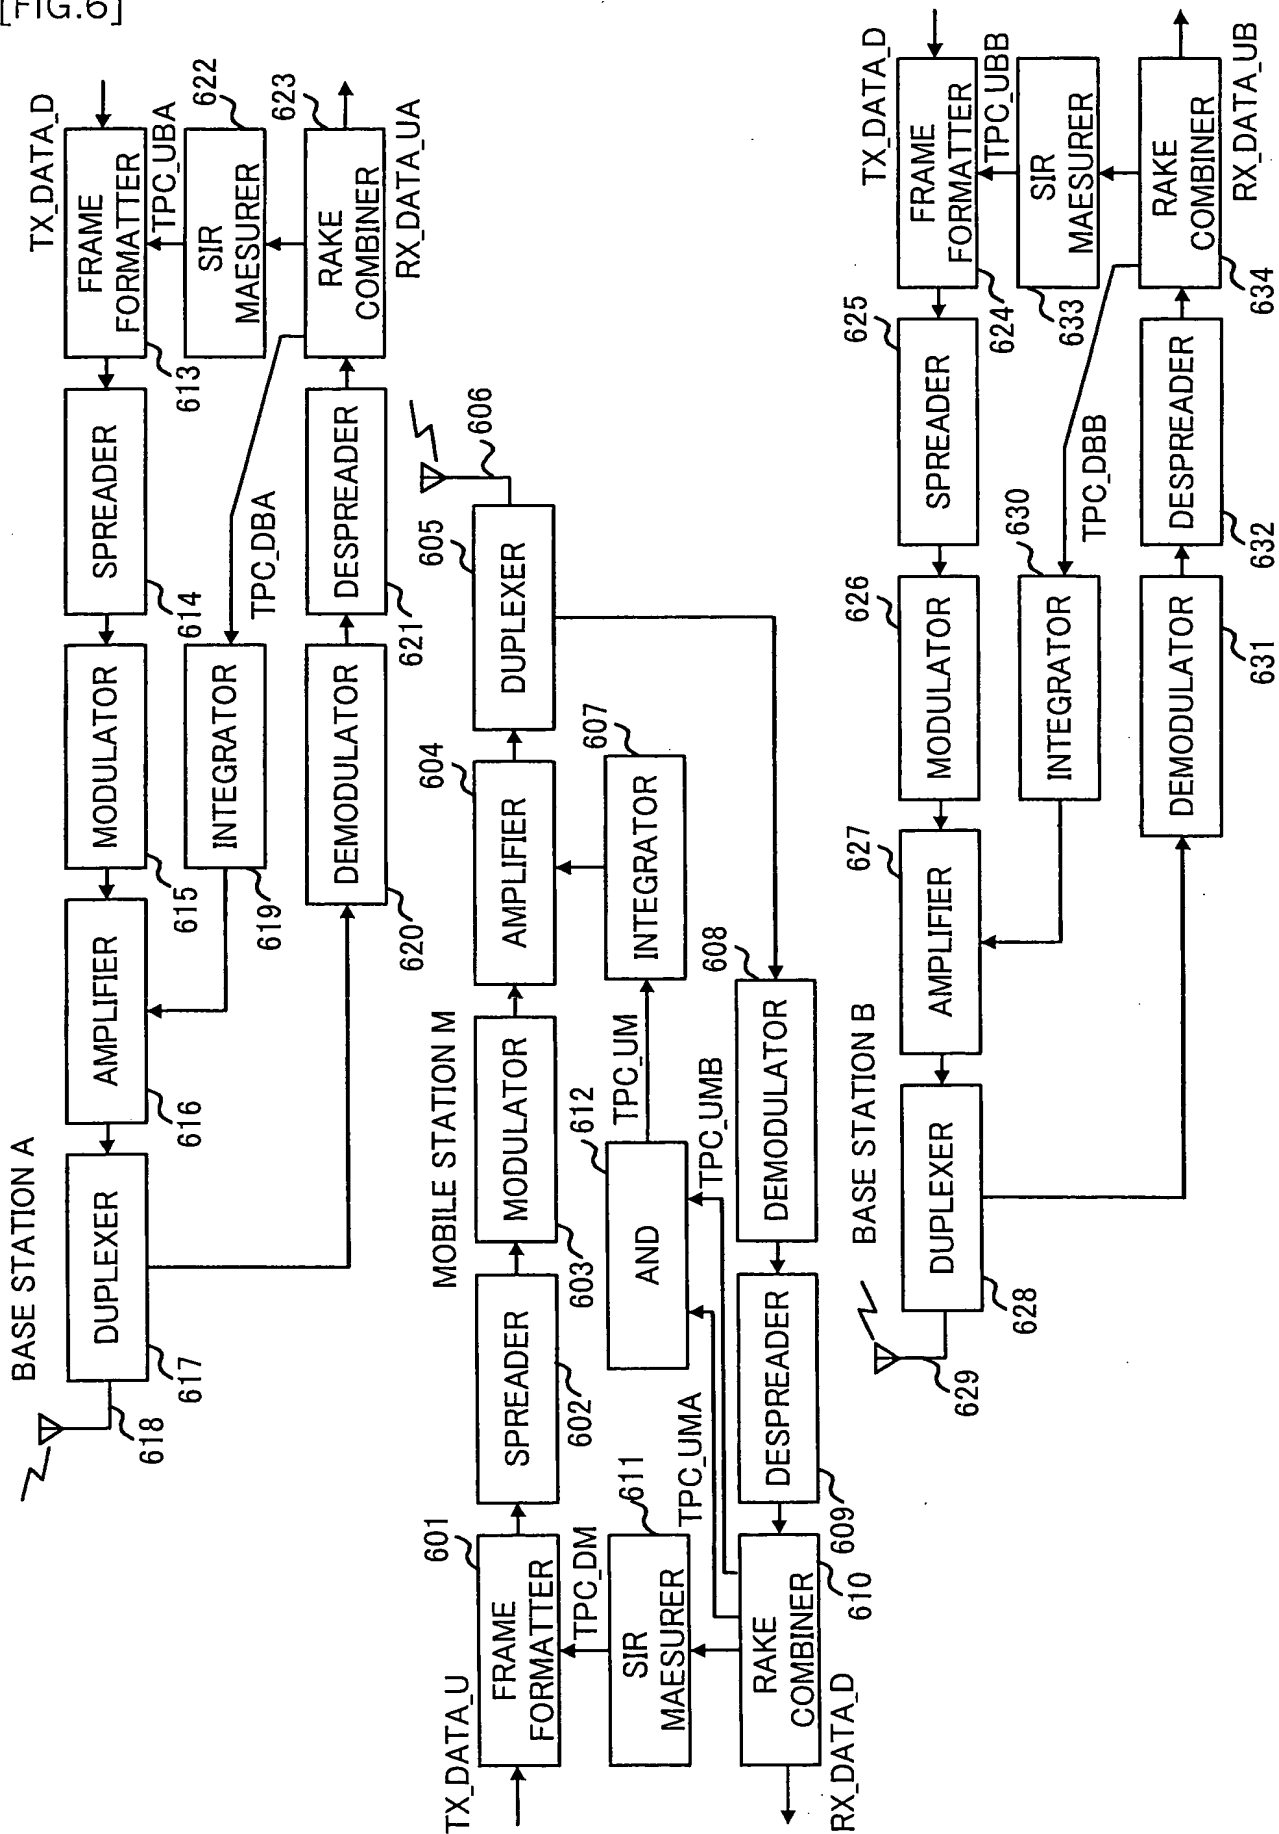 [FIG.6]
BASE STATION A
TX_DATA_D
FRAME
FORMATTER
613
SPREADER
614
MODULATOR
615
AMPLIFIER
616
DUPLEXER
617
618
TPC_UBA
SIR
MAESURER
622
INTEGRATOR
619
TPC_DBA
RAKE
COMBINER
623
RX_DATA_UA
DESPREADER
621
DEMODULATOR
620
MOBILE STATION M
TX_DATA_U
FRAME
FORMATTER
601
SPREADER
602
MODULATOR
603
AMPLIFIER
604
DUPLEXER
605
606
TPC_DM
SIR
MAESURER
611
AND
612
TPC_UM
INTEGRATOR
607
TPC_UMA
TPC_UMB
RAKE
COMBINER
610
RX_DATA_D
DESPREADER
609
DEMODULATOR
608
BASE STATION B
TX_DATA_D
FRAME
FORMATTER
624
SPREADER
625
MODULATOR
626
AMPLIFIER
627
DUPLEXER
628
629
TPC_UBB
SIR
MAESURER
633
INTEGRATOR
630
TPC_DBB
RAKE
COMBINER
634
RX_DATA_UB
DESPREADER
632
DEMODULATOR
631